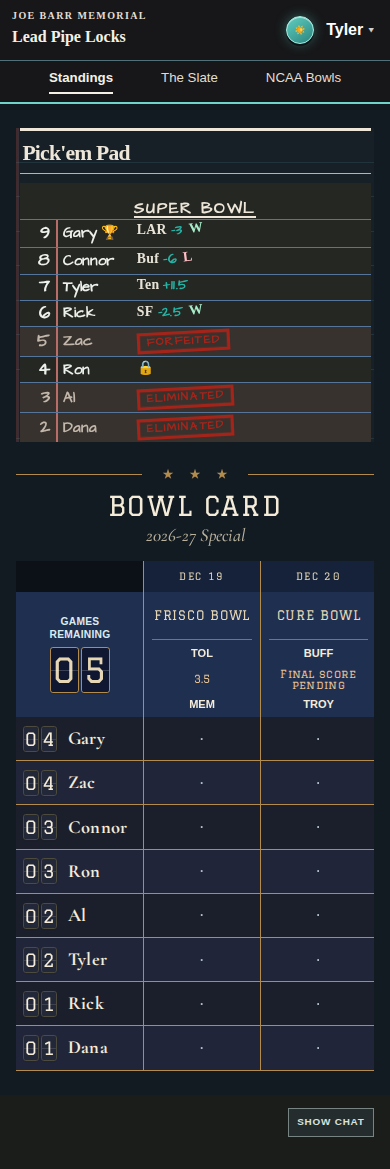 JOE BARR MEMORIAL
Lead Pipe Locks
Tyler ▾
Standings The Slate NCAA Bowls
Pick'em Pad
SUPER BOWL
9 Gary 🏆 LAR -3 W
8 Connor Buf -6 L
7 Tyler Ten +11.5
6 Rick SF -2.5 W
5 Zac FORFEITED
4 Ron 🔒
3 Al ELIMINATED
2 Dana ELIMINATED
★ ★ ★
BOWL CARD
2026-27 Special
DEC 19 DEC 20
GAMES REMAINING
05
FRISCO BOWL
TOL
3.5
MEM
CURE BOWL
BUFF
FINAL SCORE
PENDING
TROY
04 Gary · ·
04 Zac · ·
03 Connor · ·
03 Ron · ·
02 Al · ·
02 Tyler · ·
01 Rick · ·
01 Dana · ·
SHOW CHAT